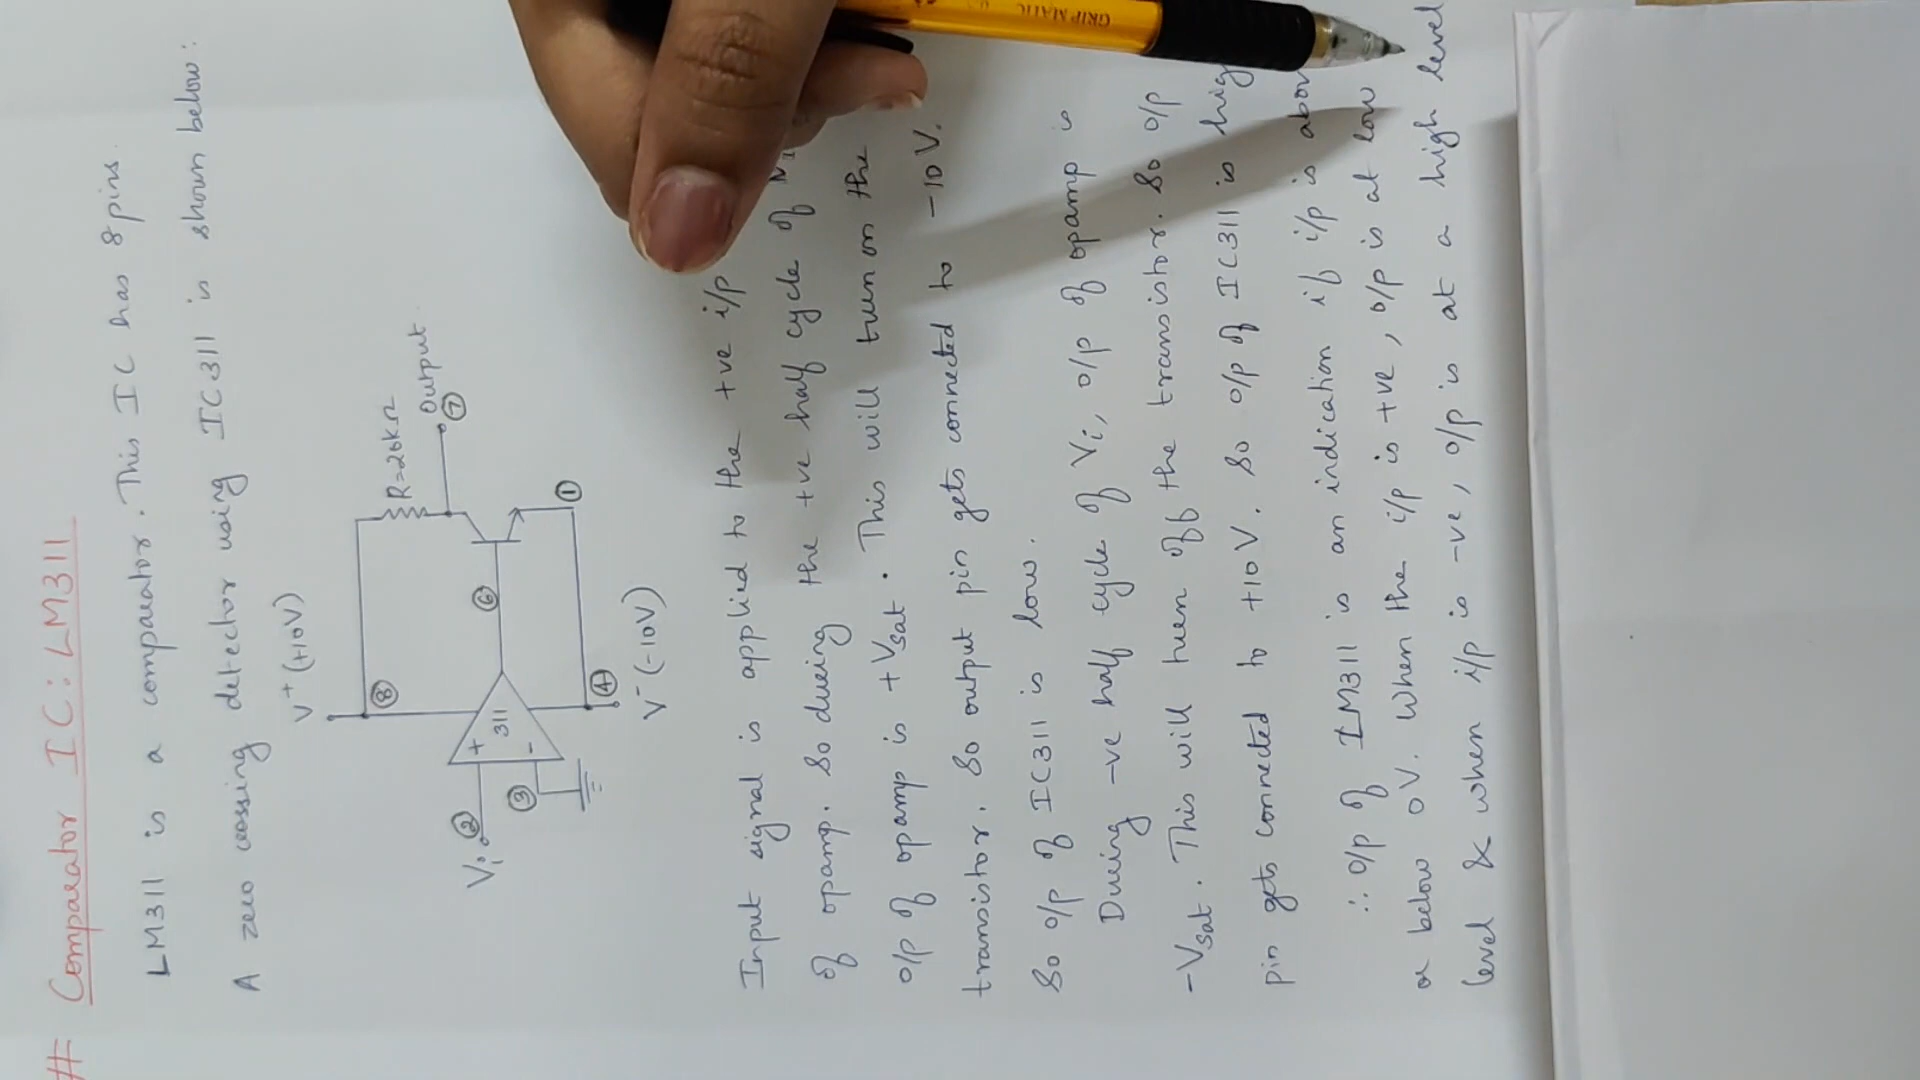 # Comparator IC: LM311
LM311 is a comparator. This IC has 8 pins.
A zero crossing detector using IC311 is shown below:
V+ (+10V)
8
R=20kΩ
Output
7
Vi 2
+
311
-
3
6
1
4
V- (-10V)
Input signal is applied to the +ve i/p
of opamp. So during the +ve half cycle of
o/p of opamp is +Vsat. This will turn on the
transistor. So output pin gets connected to -10V.
So o/p of IC311 is low.
During -ve half cycle of Vi, o/p of opamp is
-Vsat. This will turn off the transistor. So o/p
pin gets connected to +10V. So o/p of IC311 is hig
∴ o/p of LM311 is an indication if i/p is abov
or below 0V. When the i/p is +ve, o/p is at low
level & when i/p is -ve, o/p is at a high level
GRIPMATIC